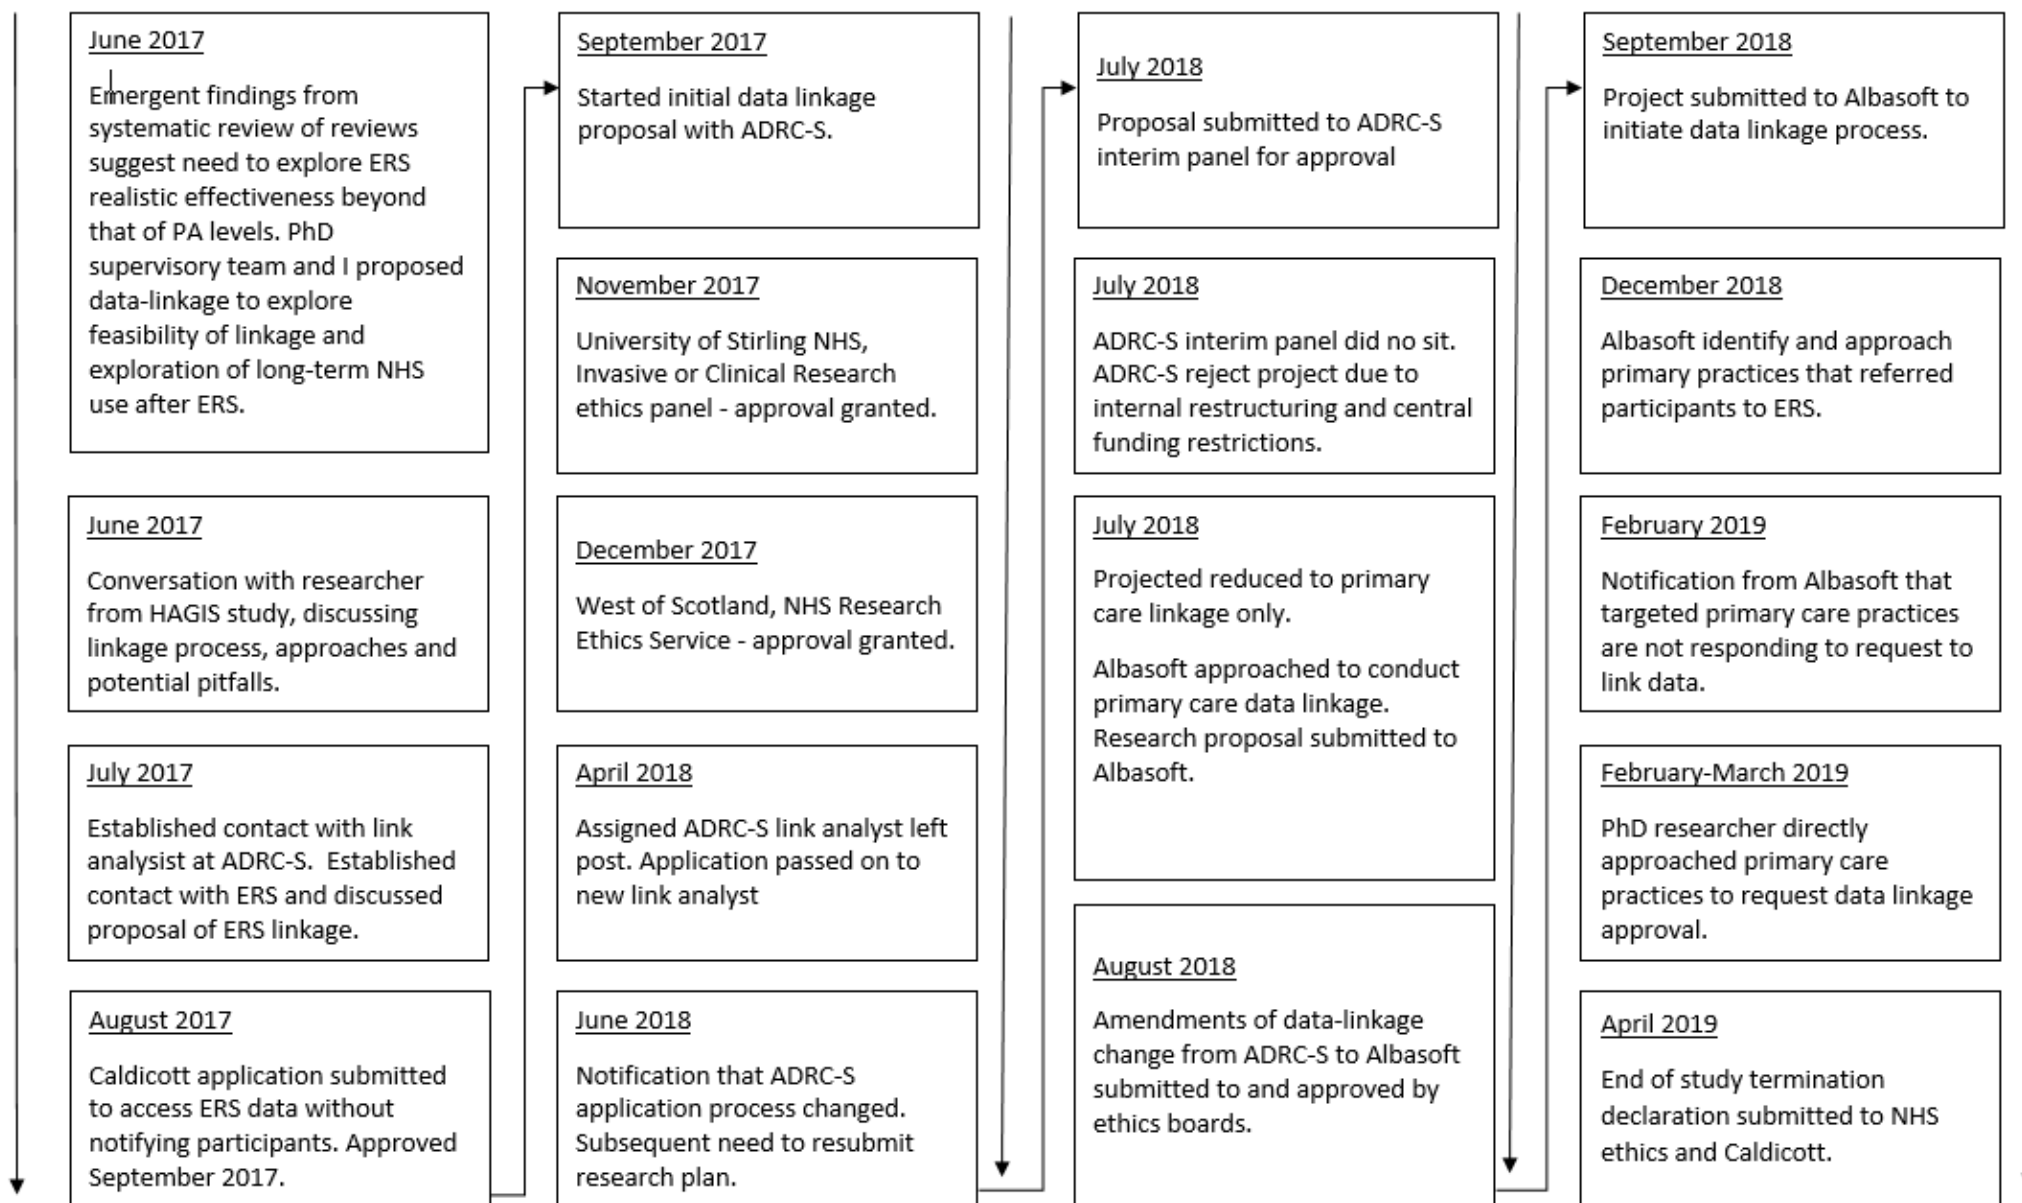 June 2017
Emergent findings from
systematic review of reviews
suggest need to explore ERS
realistic effectiveness beyond
that of PA levels. PhD
supervisory team and I proposed
data-linkage to explore
feasibility of linkage and
exploration of long-term NHS
use after ERS.
June 2017
Conversation with researcher
from HAGIS study, discussing
linkage process, approaches and
potential pitfalls.
July 2017
Established contact with link
analysist at ADRC-S.  Established
contact with ERS and discussed
proposal of ERS linkage.
August 2017
Caldicott application submitted
to access ERS data without
notifying participants. Approved
September 2017.
September 2017
Started initial data linkage
proposal with ADRC-S.
November 2017
University of Stirling NHS,
Invasive or Clinical Research
ethics panel - approval granted.
December 2017
West of Scotland, NHS Research
Ethics Service - approval granted.
April 2018
Assigned ADRC-S link analyst left
post. Application passed on to
new link analyst
June 2018
Notification that ADRC-S
application process changed.
Subsequent need to resubmit
research plan.
July 2018
Proposal submitted to ADRC-S
interim panel for approval
July 2018
ADRC-S interim panel did no sit.
ADRC-S reject project due to
internal restructuring and central
funding restrictions.
July 2018
Projected reduced to primary
care linkage only.
Albasoft approached to conduct
primary care data linkage.
Research proposal submitted to
Albasoft.
August 2018
Amendments of data-linkage
change from ADRC-S to Albasoft
submitted to and approved by
ethics boards.
September 2018
Project submitted to Albasoft to
initiate data linkage process.
December 2018
Albasoft identify and approach
primary practices that referred
participants to ERS.
February 2019
Notification from Albasoft that
targeted primary care practices
are not responding to request to
link data.
February-March 2019
PhD researcher directly
approached primary care
practices to request data linkage
approval.
April 2019
End of study termination
declaration submitted to NHS
ethics and Caldicott.